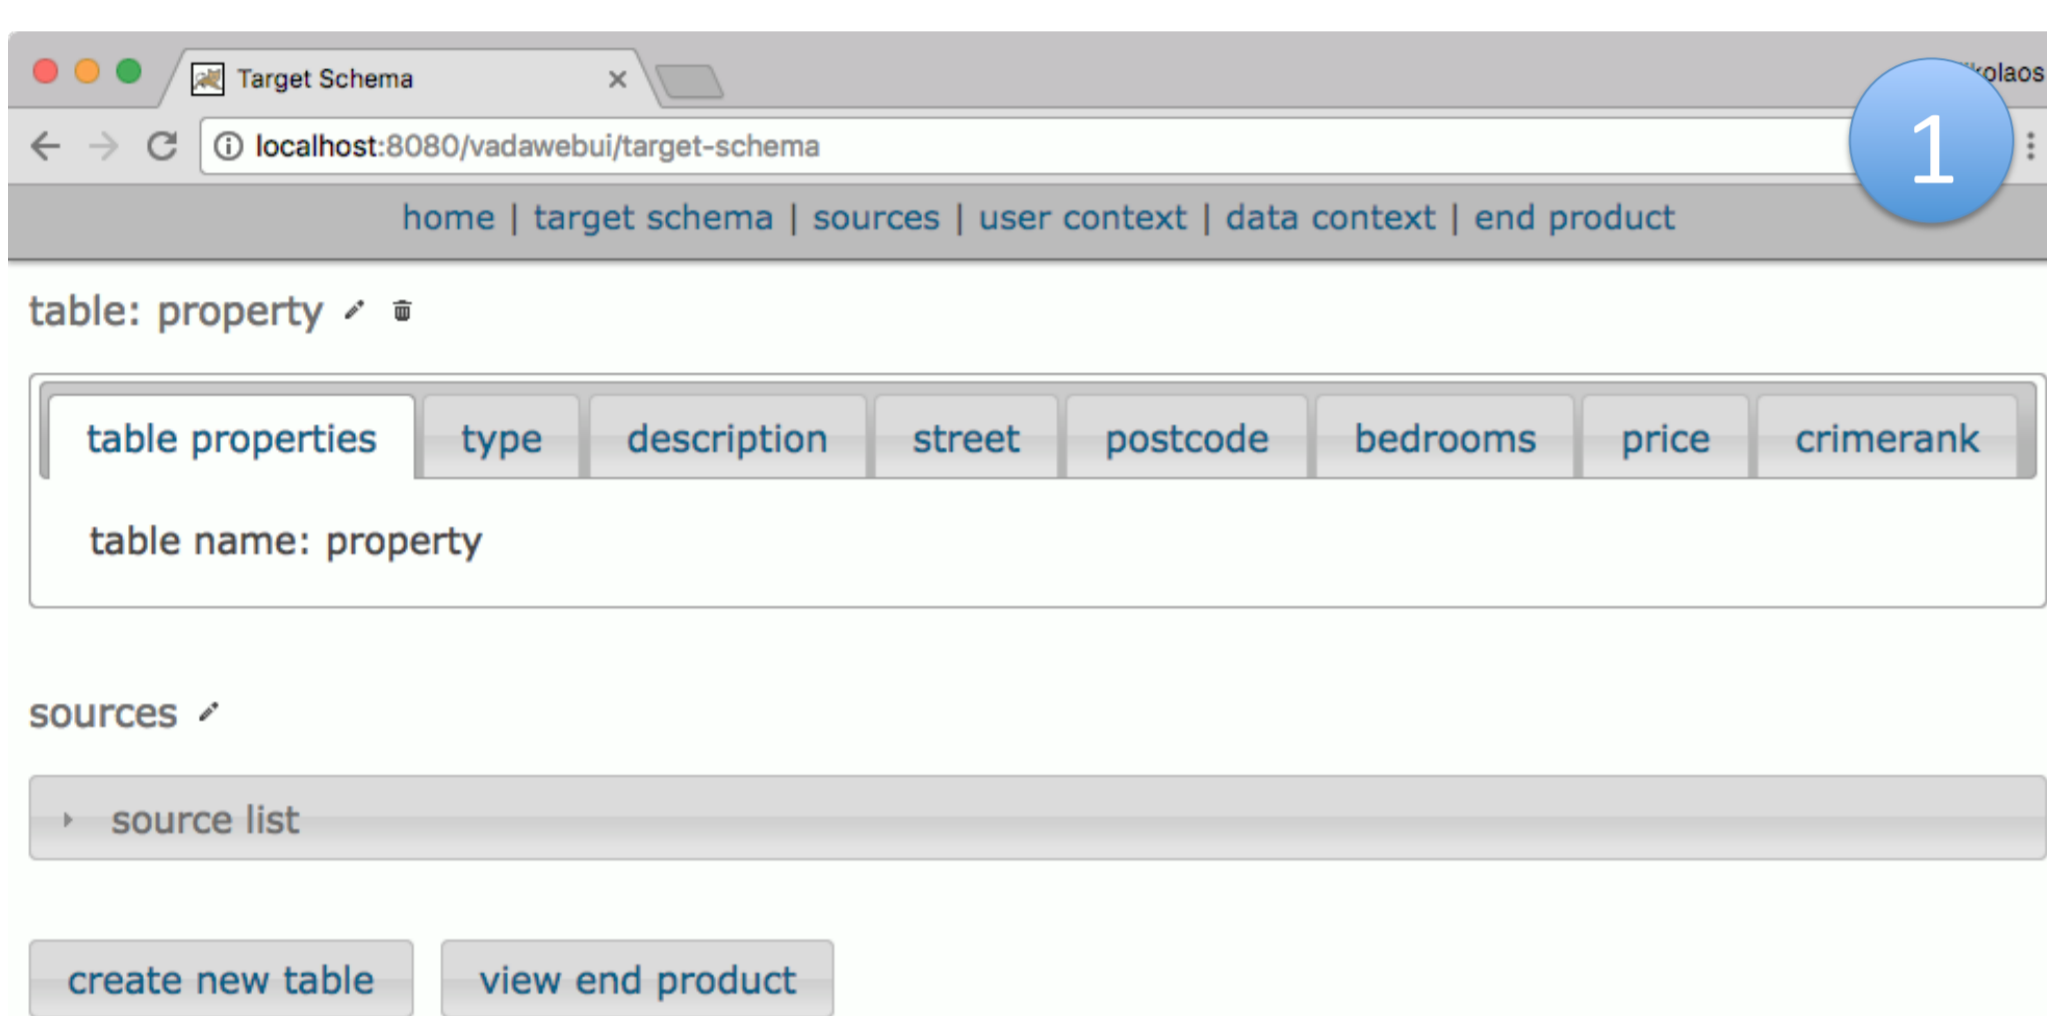 Target Schema
kolaos
localhost:8080/vadawebui/target-schema
1
home | target schema | sources | user context | data context | end product
table: property
table properties type description street postcode bedrooms price crimerank
table name: property
sources
source list
create new table view end product